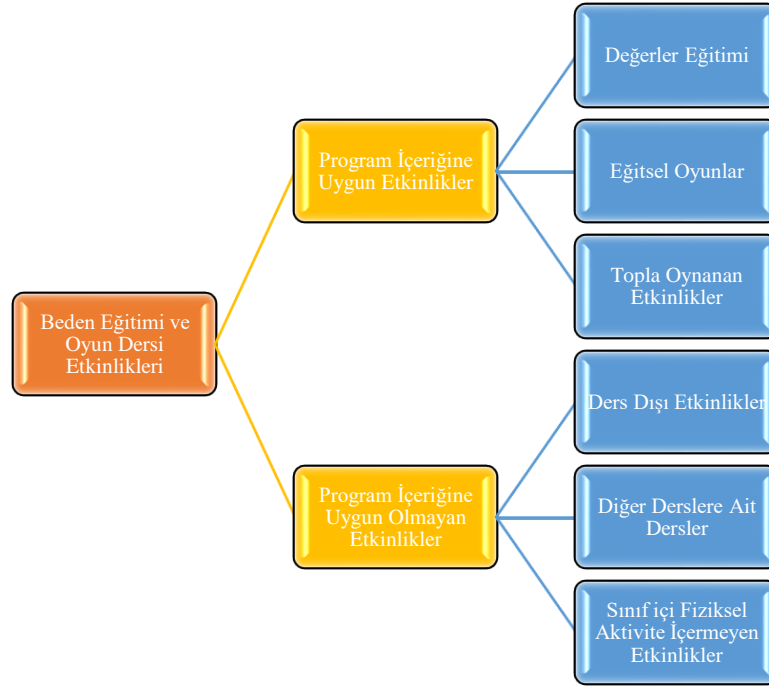 Beden Eğitimi ve
Oyun Dersi
Etkinlikleri
Program İçeriğine
Uygun Etkinlikler
Değerler Eğitimi
Eğitsel Oyunlar
Topla Oynanan
Etkinlikler
Program İçeriğine
Uygun Olmayan
Etkinlikler
Ders Dışı Etkinlikler
Diğer Derslere Ait
Dersler
Sınıf içi Fiziksel
Aktivite İçermeyen
Etkinlikler